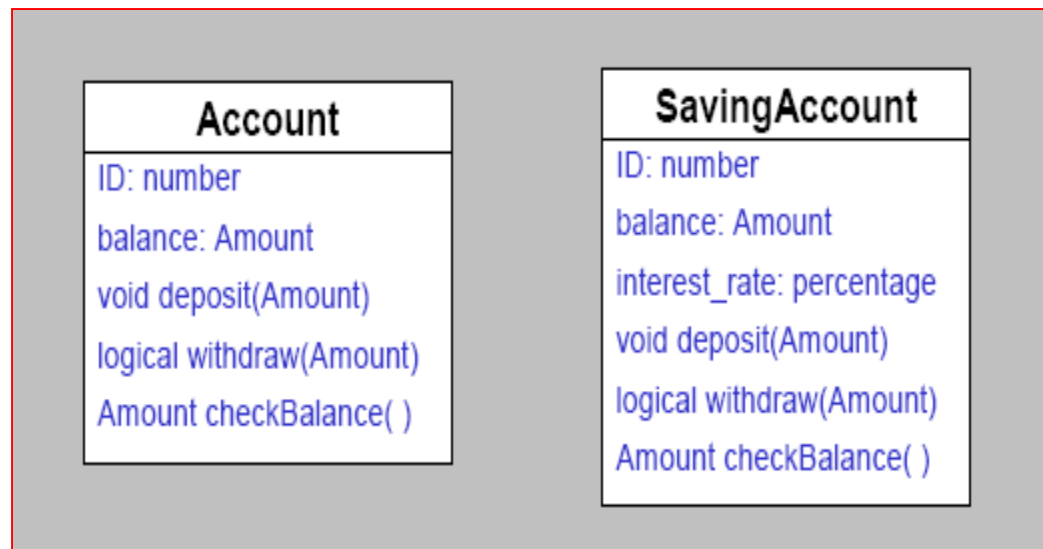 Account
ID: number
balance: Amount
void deposit(Amount)
logical withdraw(Amount)
Amount checkBalance( )
SavingAccount
ID: number
balance: Amount
interest_rate: percentage
void deposit(Amount)
logical withdraw(Amount)
Amount checkBalance( )